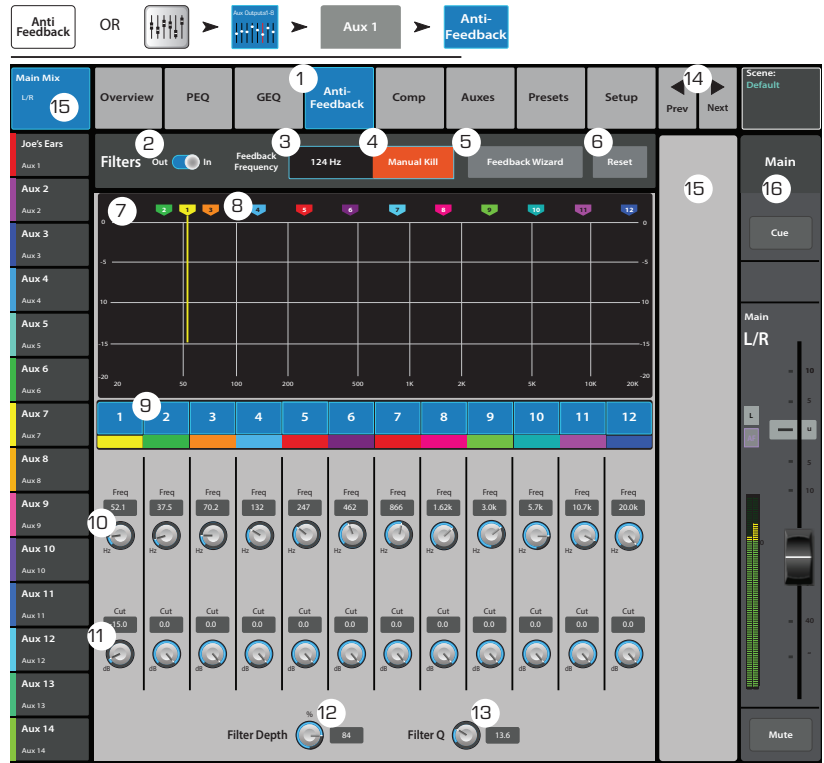 Anti
Feedback
OR
Aux Outputs1-8
Aux 1
Anti-
Feedback
Main Mix
L/R
15
Overview
PEQ
GEQ
1
Anti-
Feedback
Comp
Auxes
Presets
Setup
14
Prev
Next
Scene:
Default
Joe's Ears
Aux 1
Aux 2
Aux 2
Aux 3
Aux 3
Aux 4
Aux 4
Aux 5
Aux 5
Aux 6
Aux 6
Aux 7
Aux 7
Aux 8
Aux 8
Aux 9
Aux 9
Aux 10
Aux 10
Aux 11
Aux 11
Aux 12
Aux 12
Aux 13
Aux 13
Aux 14
Aux 14
2
Filters
Out
In
3
Feedback
Frequency
124 Hz
4
Manual Kill
5
Feedback Wizard
6
Reset
7
8
2 1 3 4 5 6 7 8 9 10 11 12
0 0
-5 -5
10 -10
-15 -15
-20 -20
20 50 100 200 500 1K 2K 5K 10K 20K
9
1 2 3 4 5 6 7 8 9 10 11 12
Freq Freq Freq Freq Freq Freq Freq Freq Freq Freq Freq Freq
52.1 37.5 70.2 132 247 462 866 1.62k 3.0k 5.7k 10.7k 20.0k
10
Hz Hz Hz Hz Hz Hz Hz Hz Hz Hz Hz Hz
Cut Cut Cut Cut Cut Cut Cut Cut Cut Cut Cut Cut
-15.0 0.0 0.0 0.0 0.0 0.0 0.0 0.0 0.0 0.0 0.0 0.0
11
dB dB dB dB dB dB dB dB dB dB dB dB
12
%
Filter Depth
84
13
Filter Q
13.6
15
Main
16
Cue
Main
L/R
10
5
L
u
5
10
40
Mute